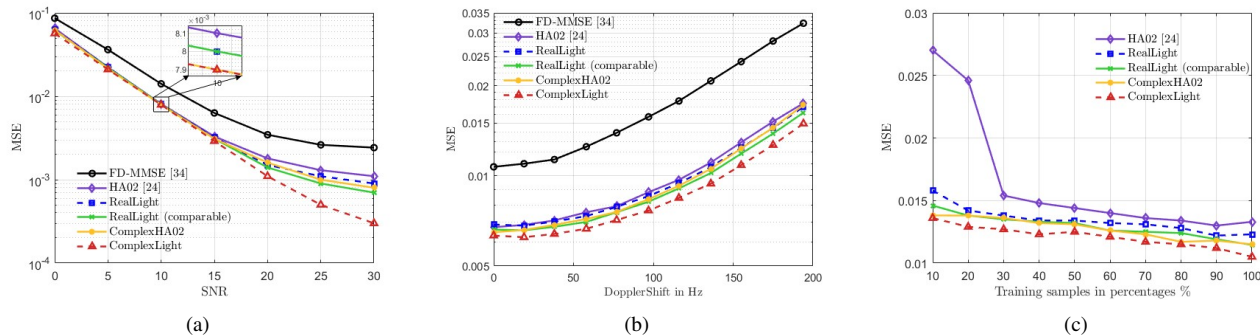 ×10⁻³
8.1
8
7.9
10
10⁻¹
10⁻²
10⁻³
10⁻⁴
MSE
FD-MMSE [34]
HA02 [24]
RealLight
RealLight (comparable)
ComplexHA02
ComplexLight
0 5 10 15 20 25 30
SNR
(a)
0.035
0.03
0.025
0.02
0.015
0.01
0.005
MSE
FD-MMSE [34]
HA02 [24]
RealLight
RealLight (comparable)
ComplexHA02
ComplexLight
0 50 100 150 200
DopplerShift in Hz
(b)
0.03
0.025
0.02
0.015
0.01
MSE
HA02 [24]
RealLight
RealLight (comparable)
ComplexHA02
ComplexLight
10 20 30 40 50 60 70 80 90 100
Training samples in percentages %
(c)